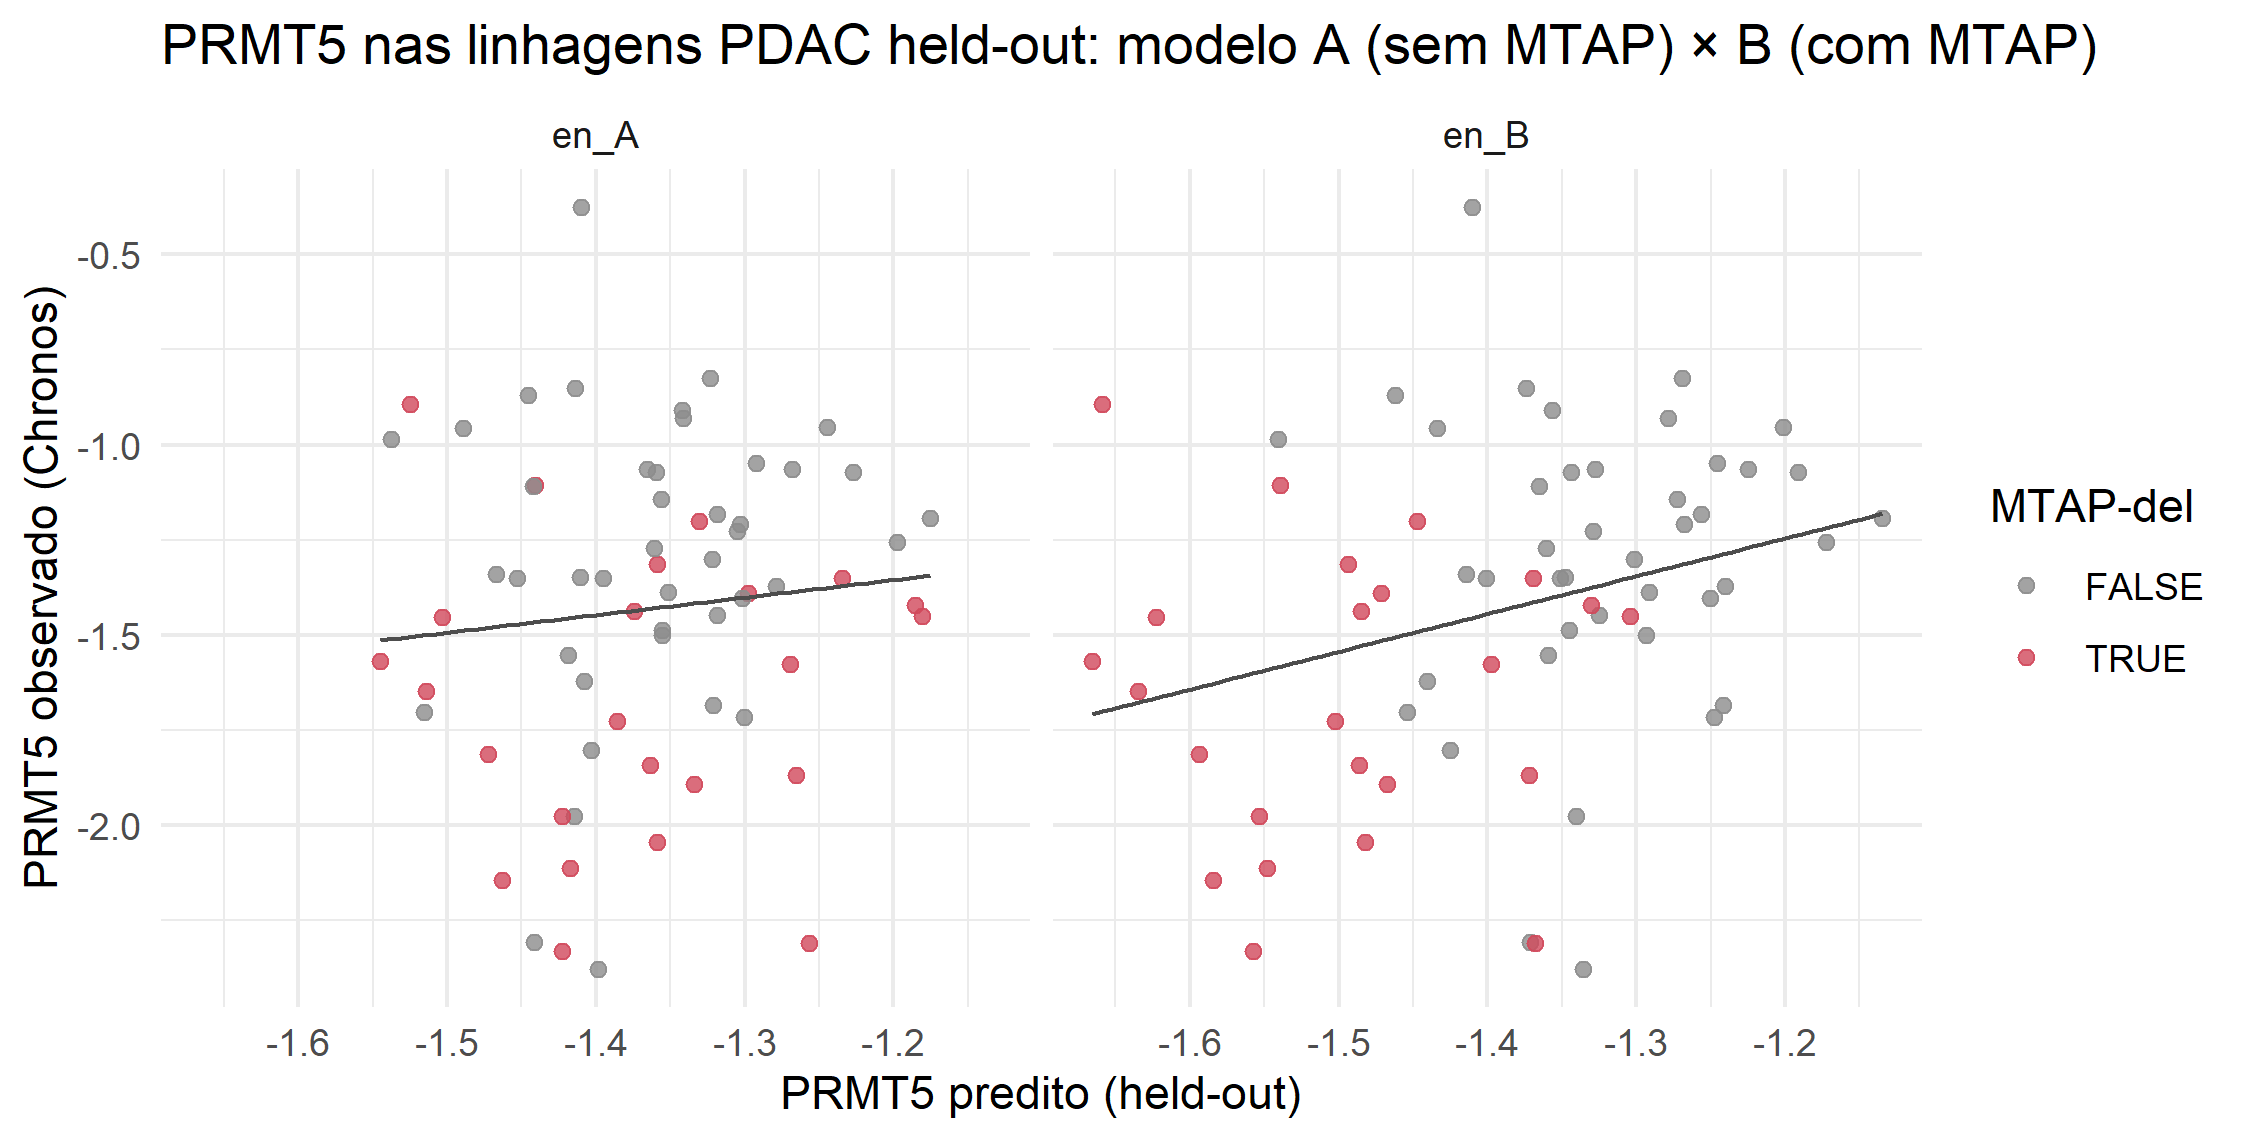 PRMT5 nas linhagens PDAC held-out: modelo A (sem MTAP) × B (com MTAP)
en_A
en_B
PRMT5 observado (Chronos)
-0.5
-1.0
-1.5
-2.0
MTAP-del
FALSE
TRUE
-1.6 -1.5 -1.4 -1.3 -1.2
-1.6 -1.5 -1.4 -1.3 -1.2
PRMT5 predito (held-out)